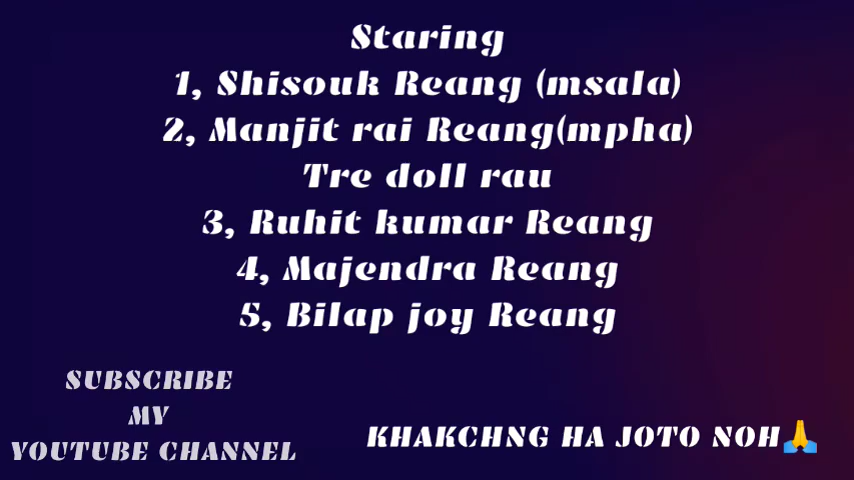 Staring
1, Shisouk Reang (msala)
2, Manjit rai Reang(mpha)
Tre doll rau
3, Ruhit kumar Reang
4, Majendra Reang
5, Bilap joy Reang
SUBSCRIBE
MY
YOUTUBE CHANNEL
KHAKCHNG HA JOTO NOH🙏